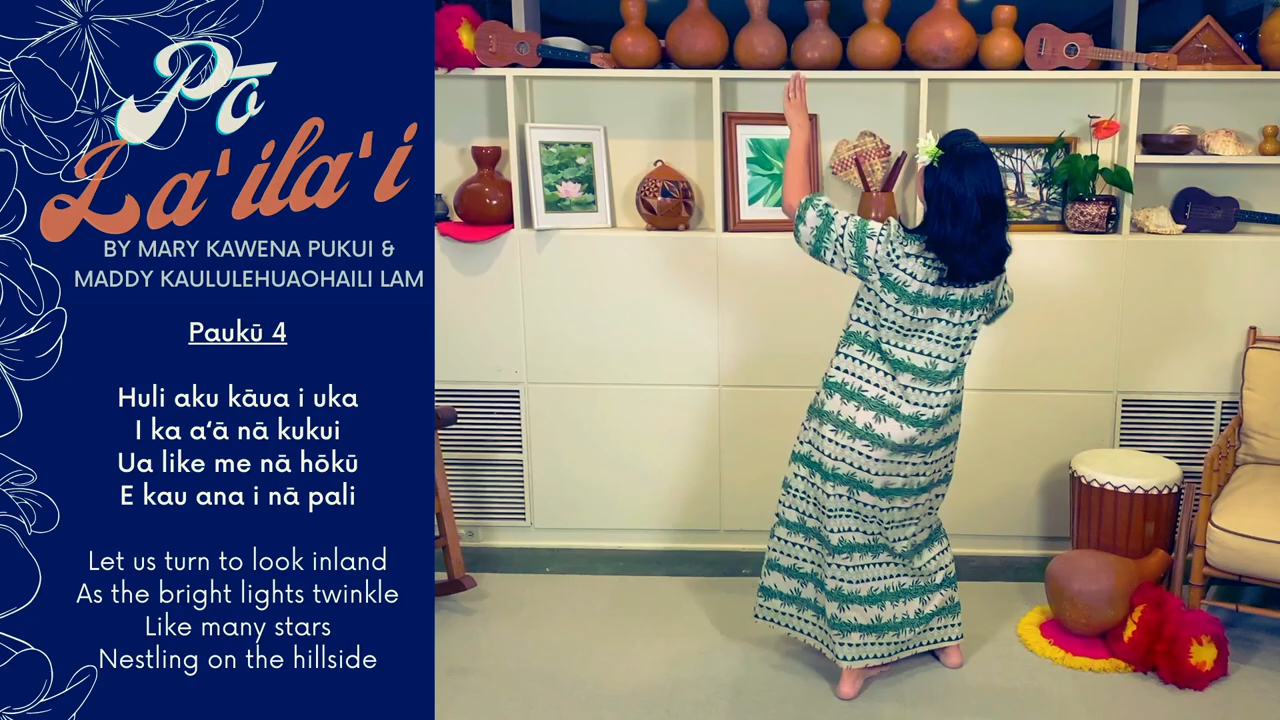 Pō
Laʻilaʻi
BY MARY KAWENA PUKUI &
MADDY KAULULEHUAOHAILI LAM
Paukū 4
Huli aku kāua i uka
I ka aʻā nā kukui
Ua like me nā hōkū
E kau ana i nā pali
Let us turn to look inland
As the bright lights twinkle
Like many stars
Nestling on the hillside